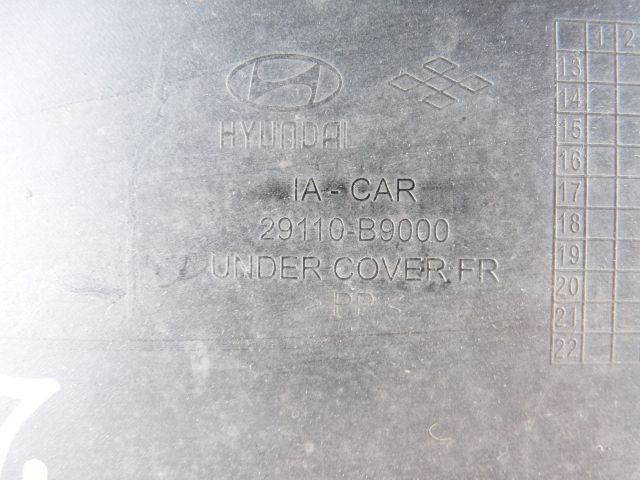 HYUNDAI
IA - CAR
29110-B9000
UNDER COVER FR
> PP <
1 2
13
14
15
16
17
18
19
20
21
22
7.